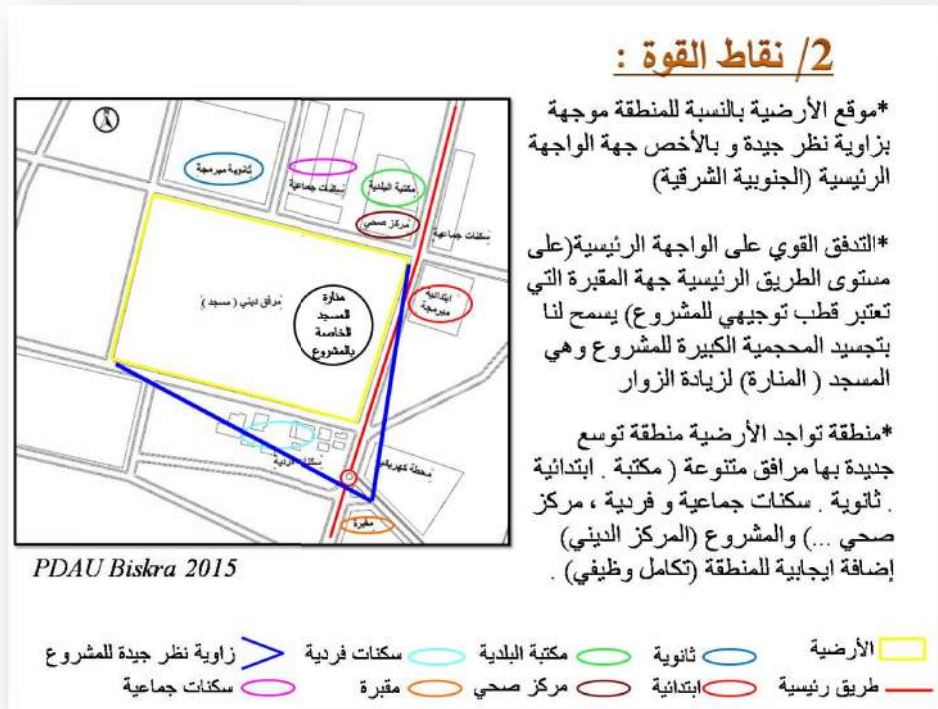 2/ نقاط القوة :
*موقع الأرضية بالنسبة للمنطقة موجهة
بزاوية نظر جيدة و بالأخص جهة الواجهة
الرئيسية (الجنوبية الشرقية)
*التدفق القوي على الواجهة الرئيسية(على
مستوى الطريق الرئيسية جهة المقبرة التي
تعتبر قطب توجيهي للمشروع) يسمح لنا
بتجسيد المحجمية الكبيرة للمشروع وهي
المسجد ( المنارة) لزيادة الزوار
*منطقة تواجد الأرضية منطقة توسع
جديدة بها مرافق متنوعة ( مكتبة . ابتدائية
. ثانوية . سكنات جماعية و فردية ، مركز
صحي ...) والمشروع (المركز الديني)
إضافة ايجابية للمنطقة (تكامل وظيفي) .
ثانوية مبرمجة
سكنات جماعية
مكتبة البلدية
مركز صحي
سكنات جماعية
ابتدائية
مبرمجة
مرفق ديني ( مسجد )
منارة
المسجد
الخاصة
بالمشروع
سكنات فردية
مقبرة
PDAU Biskra 2015
الأرضية
ثانوية
مكتبة البلدية
سكنات فردية
زاوية نظر جيدة للمشروع
طريق رئيسية
ابتدائية
مركز صحي
مقبرة
سكنات جماعية